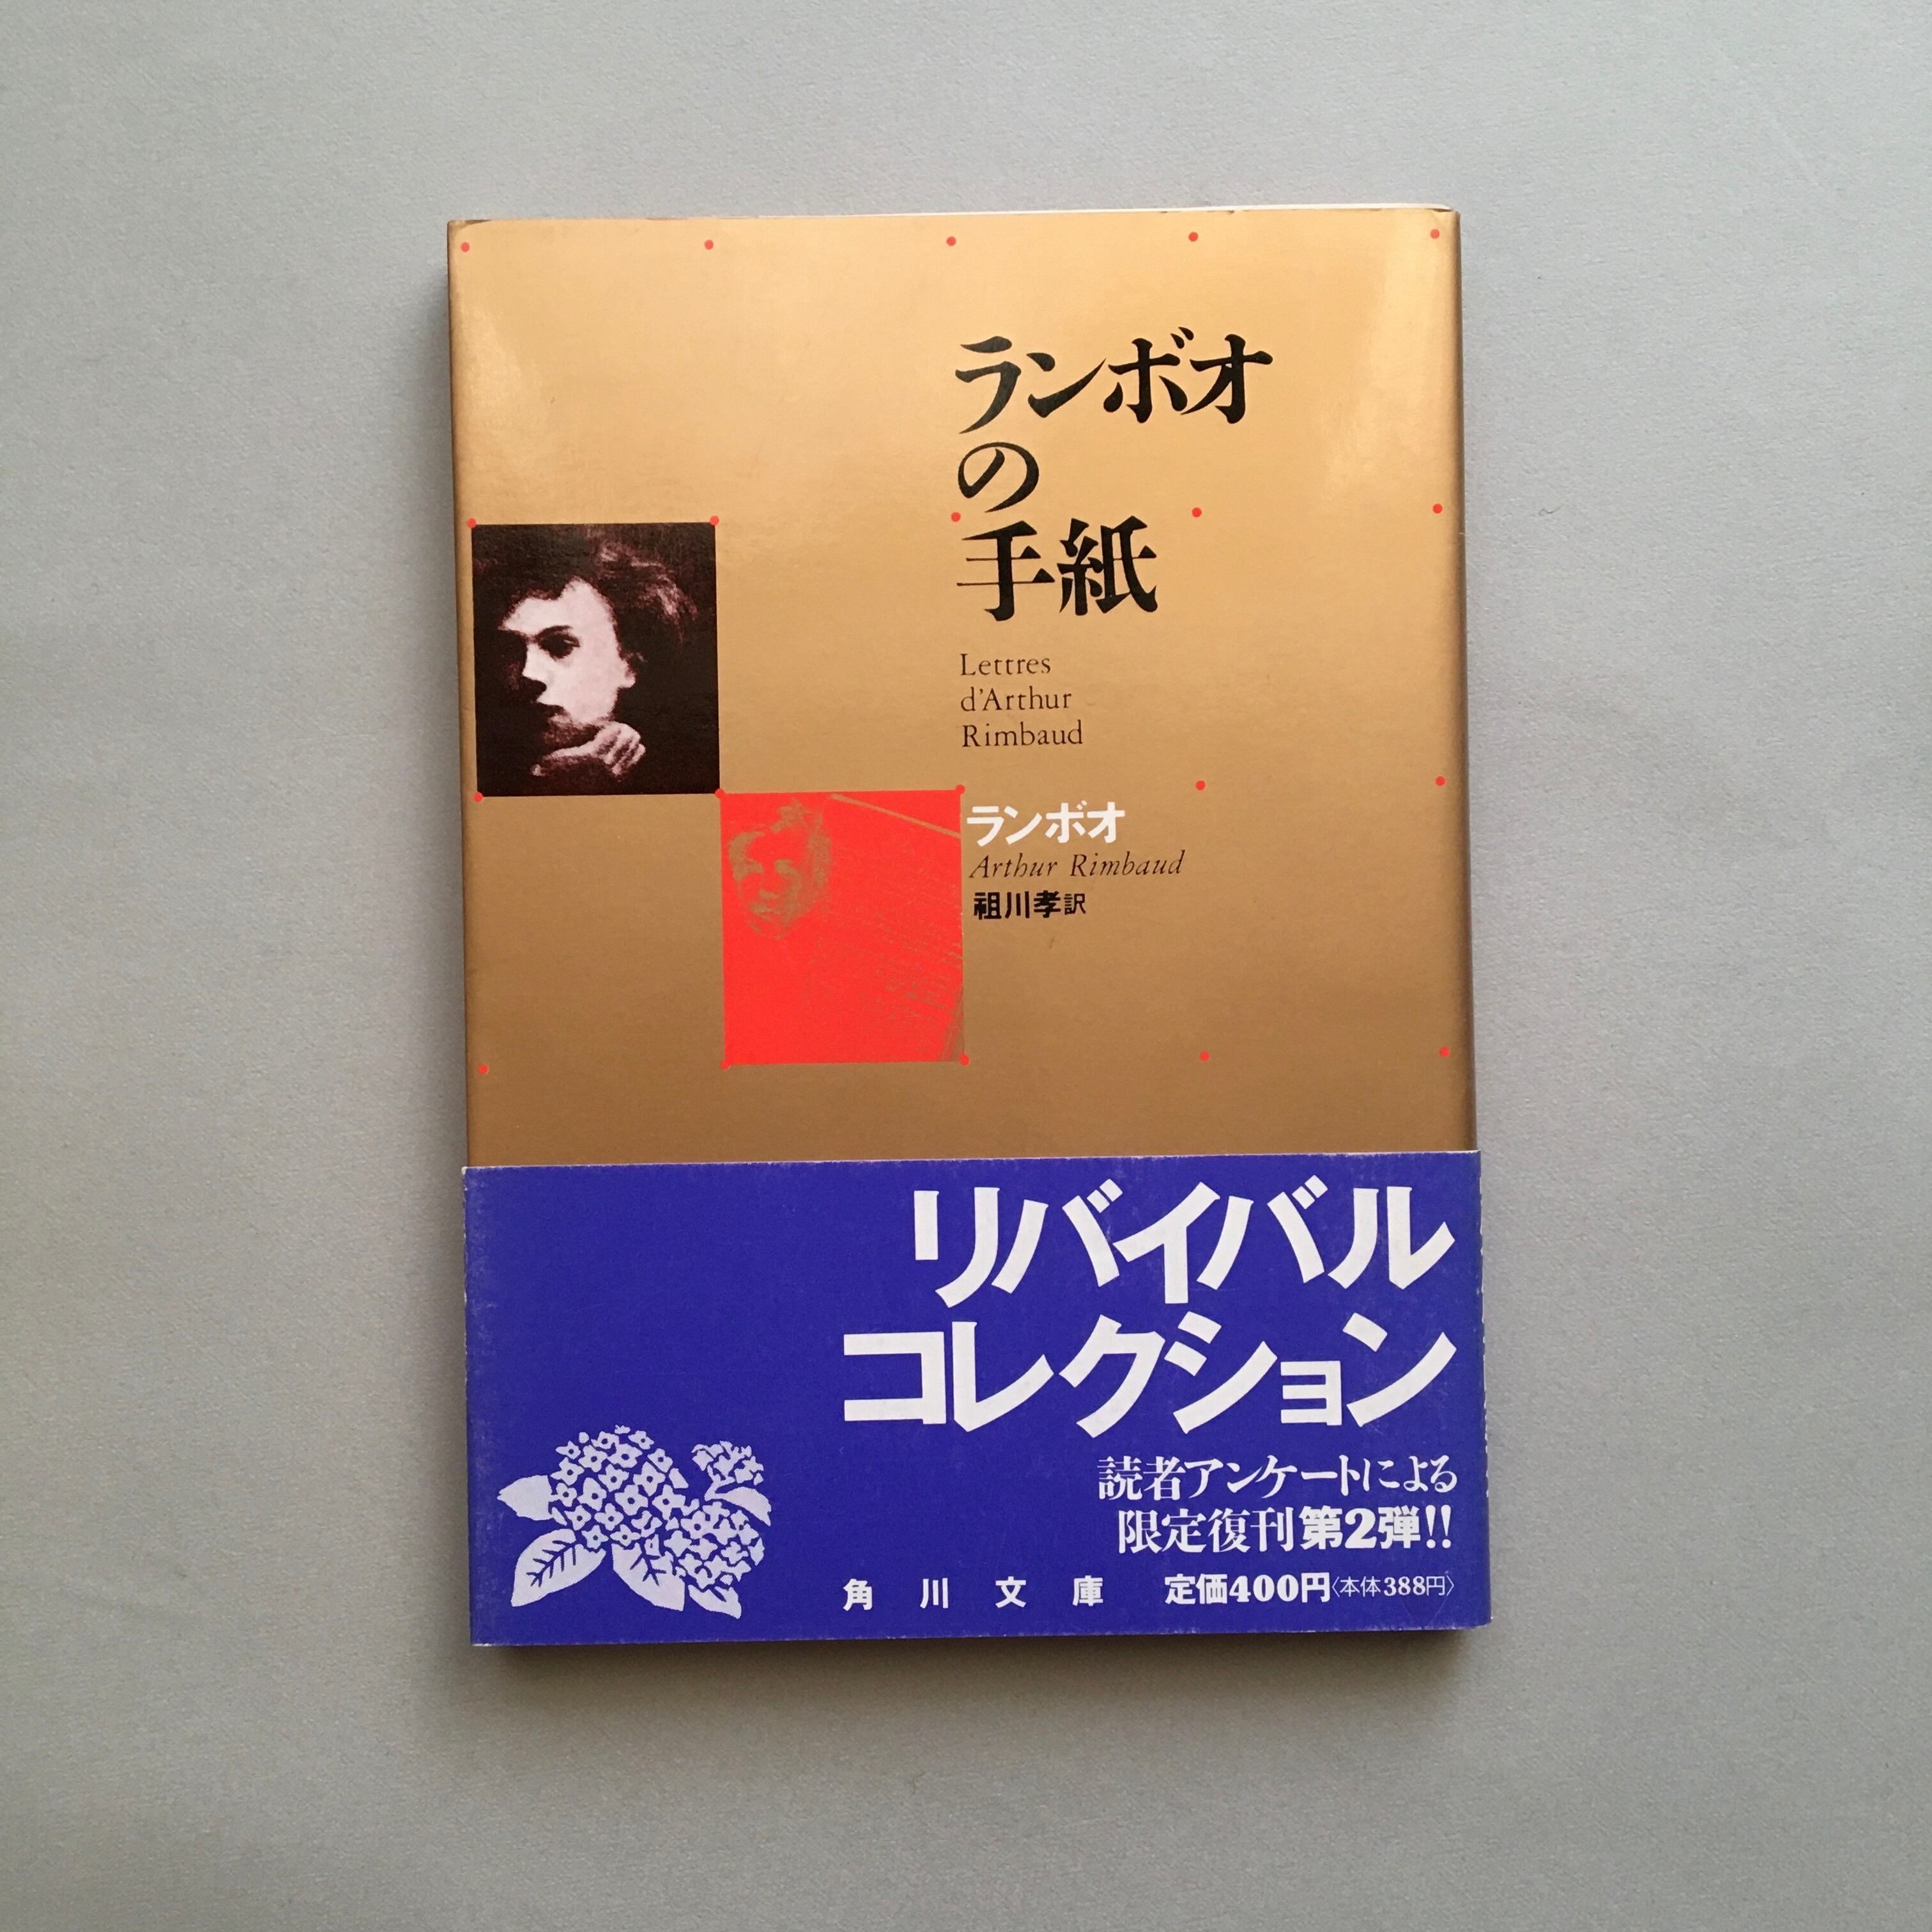 ランボオ
の
手紙
Lettres
d'Arthur
Rimbaud
ランボオ
Arthur Rimbaud
祖川孝訳
リバイバル
コレクション
読者アンケートによる
限定復刊第2弾!!
角川文庫 定価400円〈本体388円〉